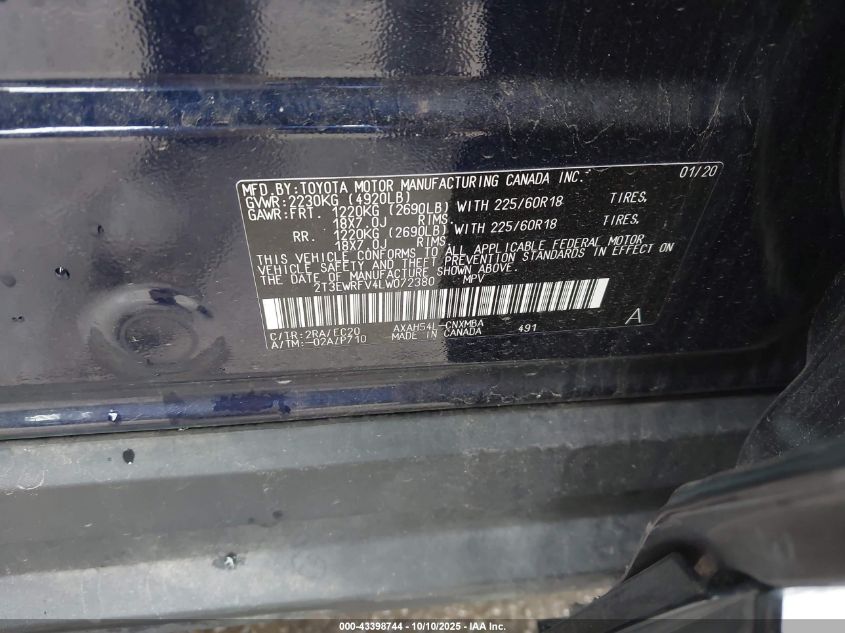 MFD.BY:TOYOTA MOTOR MANUFACTURING CANADA INC. 01/20
GVWR:2230KG (4920LB)
GAWR:FRT. 1220KG (2690LB) WITH 225/60R18 TIRES,
18X7.0J RIMS,
RR. 1220KG (2690LB) WITH 225/60R18 TIRES,
18X7.0J RIMS.
THIS VEHICLE CONFORMS TO ALL APPLICABLE FEDERAL MOTOR
VEHICLE SAFETY AND THEFT PREVENTION STANDARDS IN EFFECT ON
THE DATE OF MANUFACTURE SHOWN ABOVE.
2T3EWRFV4LW072380 MPV
C/TR:2RA/EC20 AXAH54L-CNXMBA 491 A
A/TM:-02A/P710 MADE IN CANADA
000-43398744 - 10/10/2025 - IAA Inc.